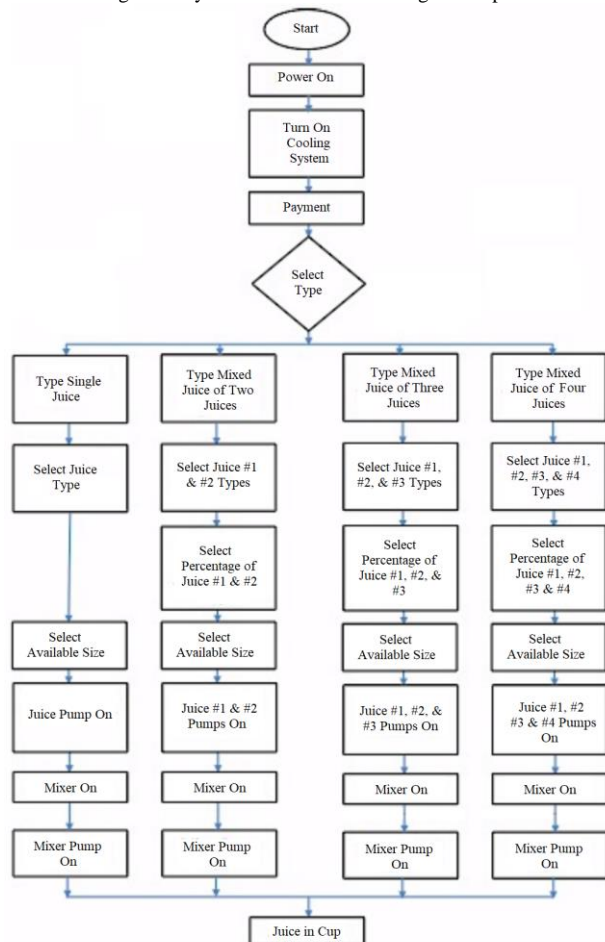 Start
Power On
Turn On
Cooling
System
Payment
Select
Type
Type Single
Juice
Type Mixed
Juice of Two
Juices
Type Mixed
Juice of Three
Juices
Type Mixed
Juice of Four
Juices
Select Juice
Type
Select Juice #1
& #2 Types
Select Juice #1,
#2, & #3 Types
Select Juice #1,
#2, #3, & #4
Types
Select
Percentage of
Juice #1 & #2
Select
Percentage of
Juice #1, #2, &
#3
Select
Percentage of
Juice #1, #2,
#3 & #4
Select
Available Size
Select
Available Size
Select
Available Size
Select
Available Size
Juice Pump On
Juice #1 & #2
Pumps On
Juice #1, #2, &
#3 Pumps On
Juice #1, #2
#3 & #4 Pumps
On
Mixer On
Mixer On
Mixer On
Mixer On
Mixer Pump
On
Mixer Pump
On
Mixer Pump
On
Mixer Pump
On
Juice in Cup